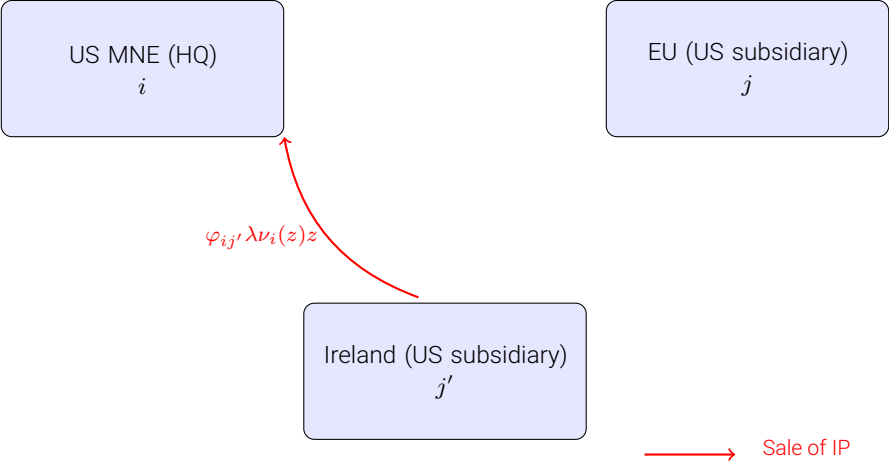 US MNE (HQ)
i
EU (US subsidiary)
j
φ_{ij′} λν_i(z)z
Ireland (US subsidiary)
j′
Sale of IP